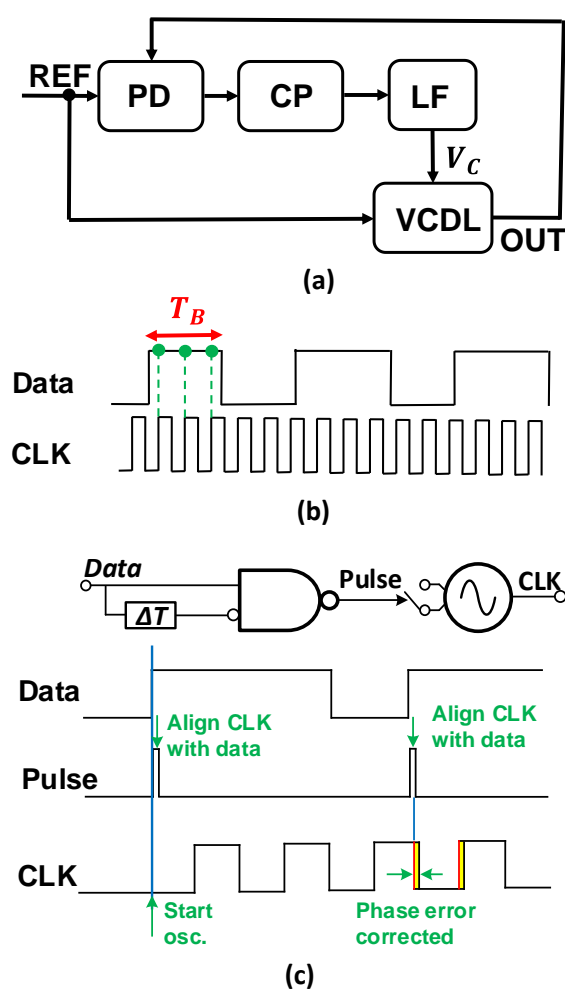 REF
PD
CP
LF
V_C
VCDL
OUT
(a)
T_B
Data
CLK
(b)
Data
ΔT
Pulse
CLK
Data
Align CLK
with data
Align CLK
with data
Pulse
CLK
Start
osc.
Phase error
corrected
(c)